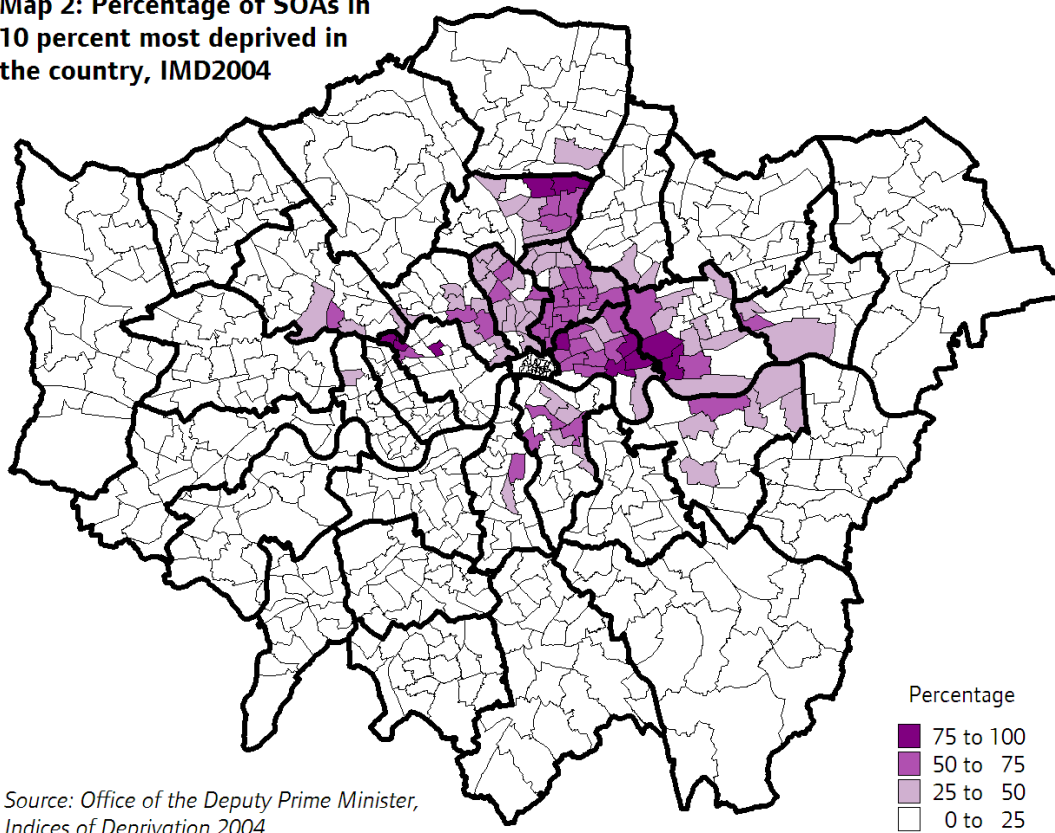 Map 2: Percentage of SOAs in
10 percent most deprived in
the country, IMD2004
Percentage
75 to 100
50 to 75
25 to 50
0 to 25
Source: Office of the Deputy Prime Minister,
Indices of Deprivation 2004